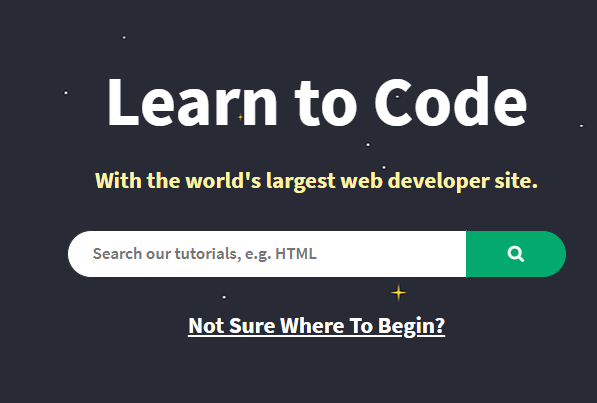 Learn to Code
With the world's largest web developer site.
Search our tutorials, e.g. HTML
Not Sure Where To Begin?